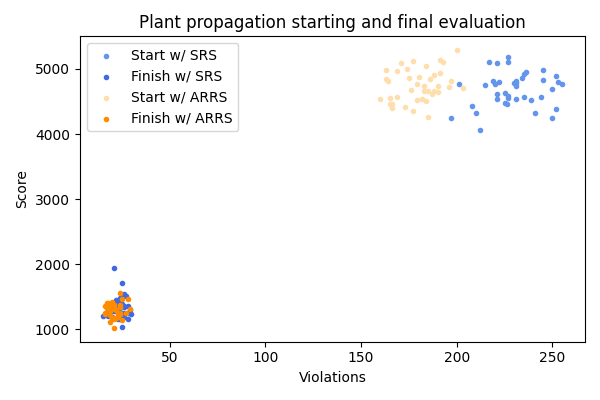 Plant propagation starting and final evaluation
Start w/ SRS
Finish w/ SRS
Start w/ ARRS
Finish w/ ARRS
Score
5000
4000
3000
2000
1000
50
100
150
200
250
Violations